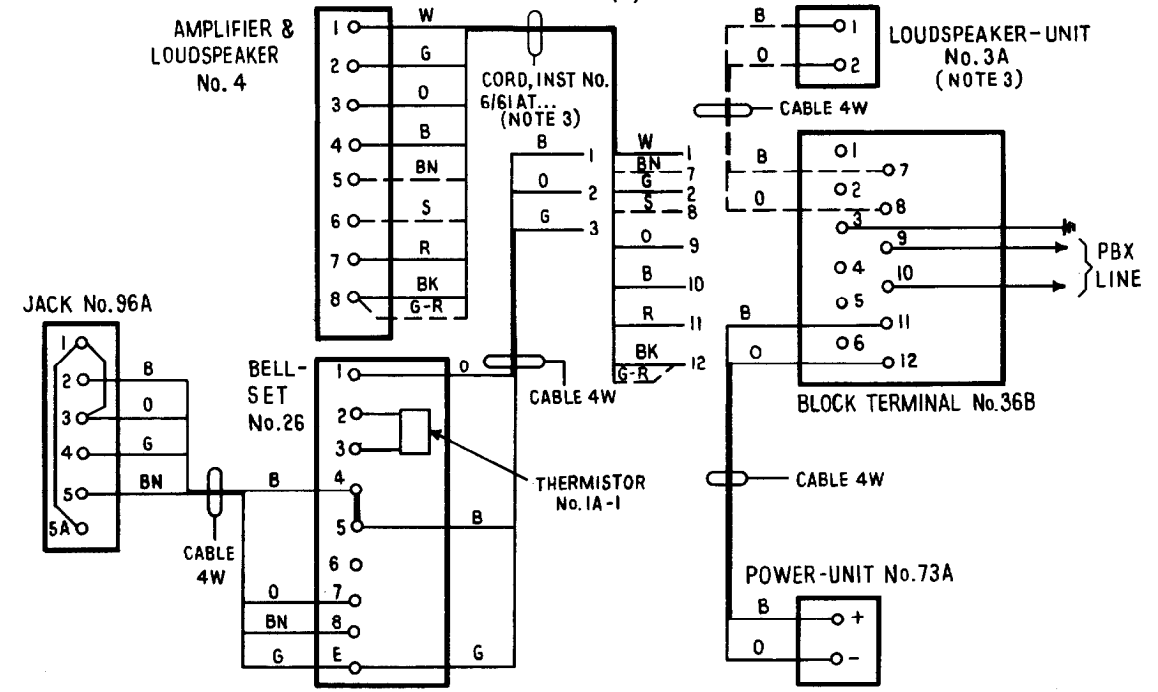 AMPLIFIER &
LOUDSPEAKER
No. 4
1 W
2 G
3 O
4 B
5 BN
6 S
7 R
8 BK
G-R
CORD, INST No.
6/61AT...
(NOTE 3)
B 1
O 2
G 3
W 1
BN 7
G 2
S 8
O 9
B 10
R 11
BK 12
G-R
B 1
O 2
LOUDSPEAKER-UNIT
No. 3A
(NOTE 3)
CABLE 4W
B
O
1
2
3
4
5
6
7
8
9
10
11
12
PBX
LINE
B
O
BLOCK TERMINAL No. 36B
CABLE 4W
POWER-UNIT No. 73A
B +
O -
JACK No. 96A
1
2 B
3 O
4 G
5 BN
5A
CABLE
4W
BELL-
SET
No. 26
1 O
2
3
B 4
5 B
6
O 7
BN 8
G E G
CABLE 4W
THERMISTOR
No. 1A-1